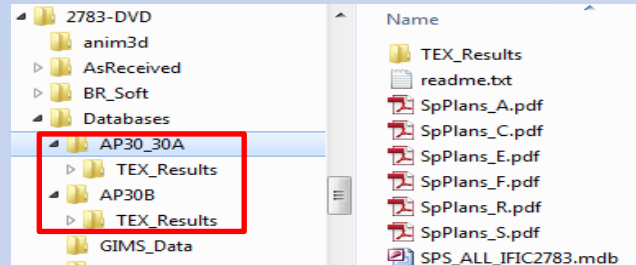 2783-DVD
anim3d
AsReceived
BR_Soft
Databases
AP30_30A
TEX_Results
AP30B
TEX_Results
GIMS_Data
Name
TEX_Results
readme.txt
SpPlans_A.pdf
SpPlans_C.pdf
SpPlans_E.pdf
SpPlans_F.pdf
SpPlans_R.pdf
SpPlans_S.pdf
SPS_ALL_IFIC2783.mdb